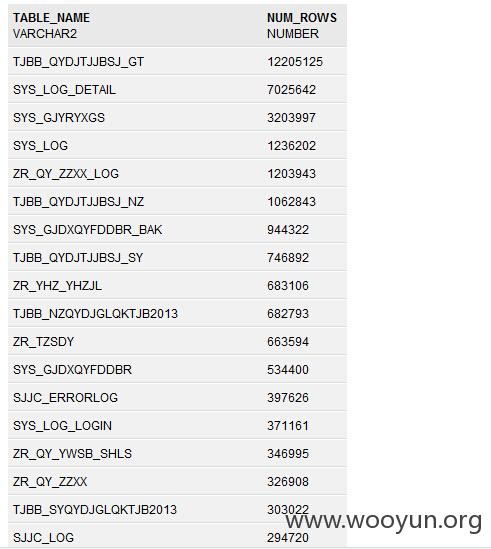 TABLE_NAME NUM_ROWS
VARCHAR2 NUMBER
TJBB_QYDJTJJBSJ_GT 12205125
SYS_LOG_DETAIL 7025642
SYS_GJYRYXGS 3203997
SYS_LOG 1236202
ZR_QY_ZZXX_LOG 1203943
TJBB_QYDJTJJBSJ_NZ 1062843
SYS_GJDXQYFDDBR_BAK 944322
TJBB_QYDJTJJBSJ_SY 746892
ZR_YHZ_YHZJL 683106
TJBB_NZQYDJGLQKTJB2013 682793
ZR_TZSDY 663594
SYS_GJDXQYFDDBR 534400
SJJC_ERRORLOG 397626
SYS_LOG_LOGIN 371161
ZR_QY_YWSB_SHLS 346995
ZR_QY_ZZXX 326908
TJBB_SYQYDJGLQKTJB2013 303022
www.wooyun.org
SJJC_LOG 294720